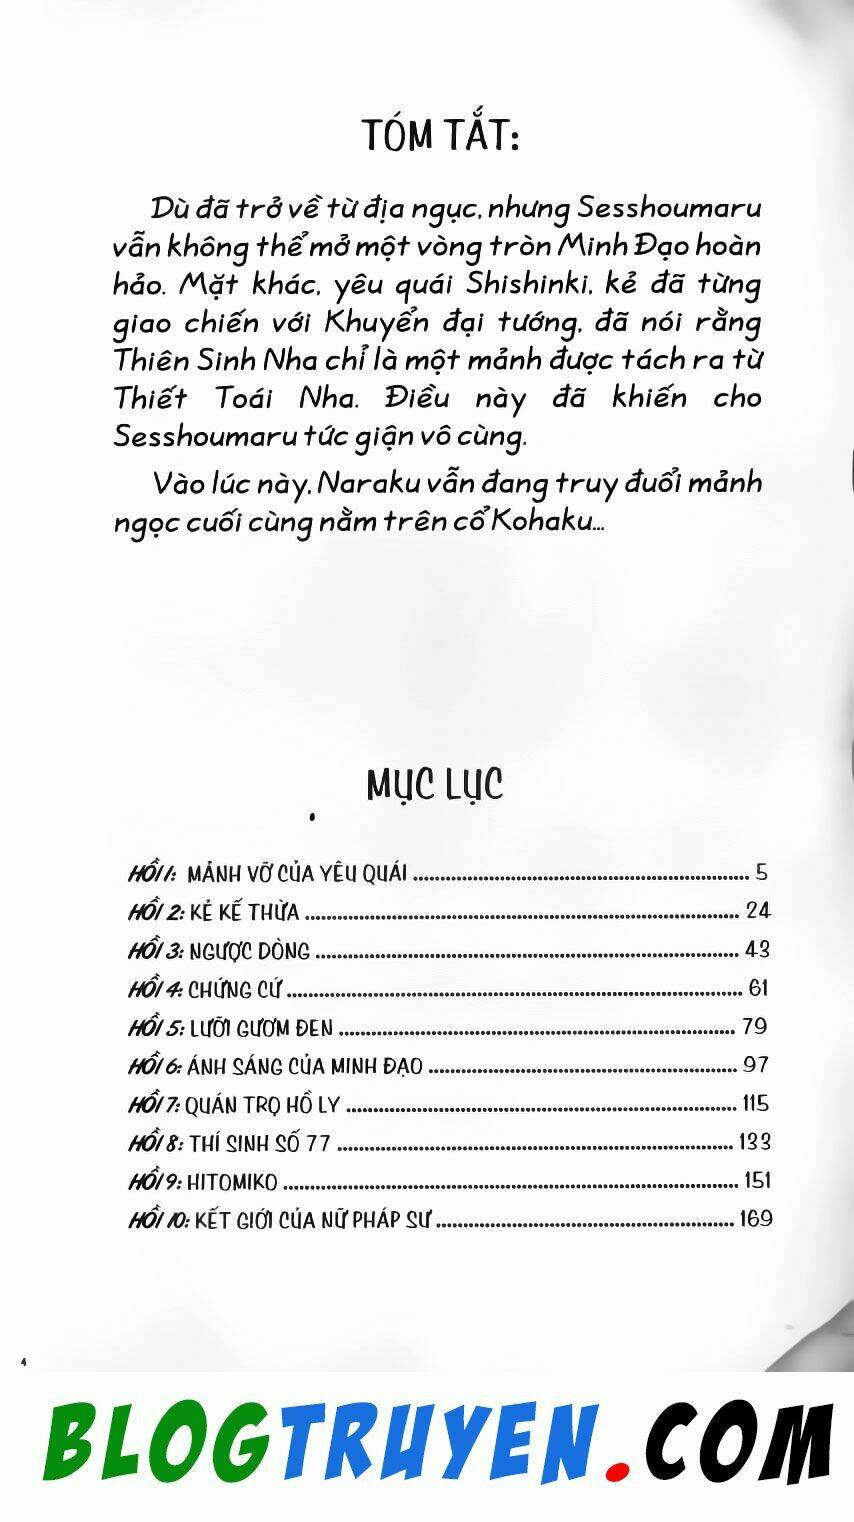 TÓM TẮT:
Dù đã trở về từ địa ngục, nhưng Sesshoumaru
vẫn không thể mở một vòng tròn Minh Đạo hoàn
hảo. Mặt khác, yêu quái Shishinki, kẻ đã từng
giao chiến với Khuyển đại tướng, đã nói rằng
Thiên Sinh Nha chỉ là một mảnh được tách ra từ
Thiết Toái Nha. Điều này đã khiến cho
Sesshoumaru tức giận vô cùng.
Vào lúc này, Naraku vẫn đang truy đuổi mảnh
ngọc cuối cùng nằm trên cổ Kohaku...
MỤC LỤC
HỒI 1: MẢNH VỠ CỦA YÊU QUÁI ........ 5
HỒI 2: KẺ KẾ THỪA ........ 24
HỒI 3: NGƯỢC DÒNG ........ 43
HỒI 4: CHỨNG CỨ ........ 61
HỒI 5: LƯỠI GƯƠM ĐEN ........ 79
HỒI 6: ÁNH SÁNG CỦA MINH ĐẠO ........ 97
HỒI 7: QUÁN TRỌ HỒ LY ........ 115
HỒI 8: THÍ SINH SỐ 77 ........ 133
HỒI 9: HITOMIKO ........ 151
HỒI 10: KẾT GIỚI CỦA NỮ PHÁP SƯ ........ 169
4
BLOGTRUYEN.COM